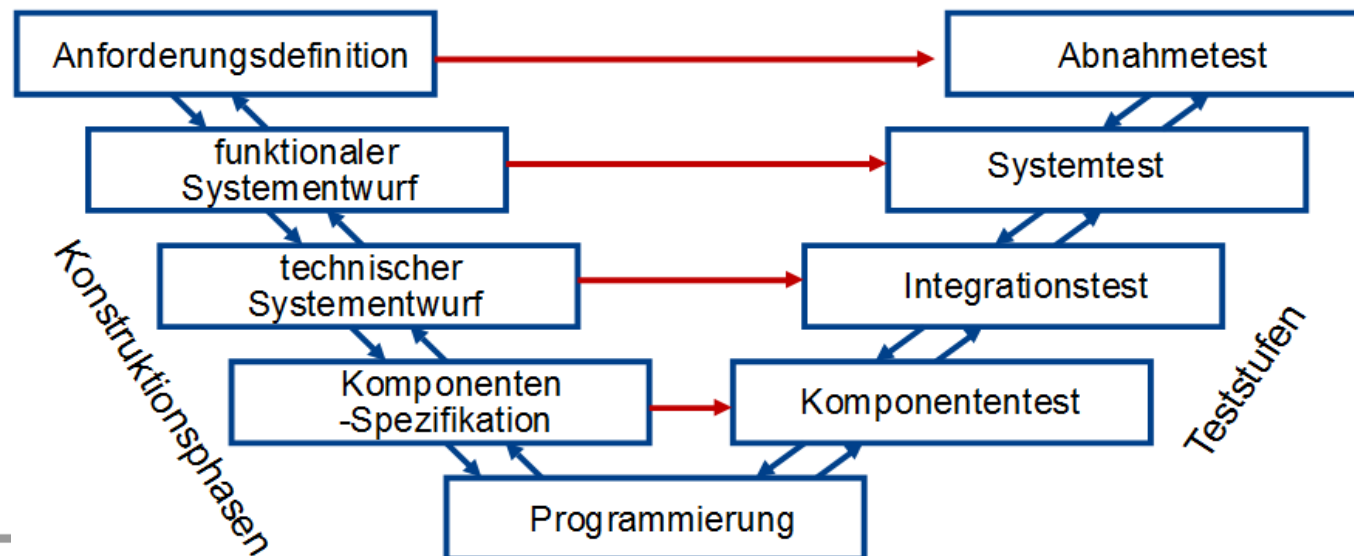 Anforderungsdefinition
Abnahmetest
funktionaler
Systementwurf
Systemtest
technischer
Systementwurf
Integrationstest
Komponenten
-Spezifikation
Komponententest
Programmierung
Konstruktionsphasen
Teststufen